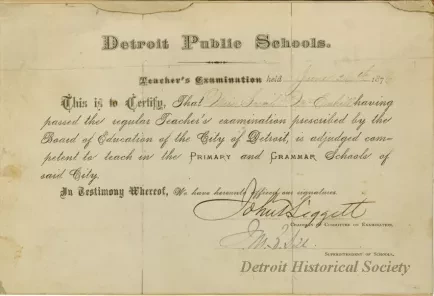 Detroit Public Schools.
Teacher's Examination held June 187
This is to Certify, That having
passed the regular Teacher's examination prescribed by the
Board of Education of the City of Detroit, is adjudged com-
petent to teach in the PRIMARY and GRAMMAR Schools of
said City.
In Testimony Whereof, We have hereunto affixed our signatures.
John Liggett
CHAIRMAN OF COMMITTEE ON EXAMINATION.
SUPERINTENDENT OF SCHOOLS.
Detroit Historical Society